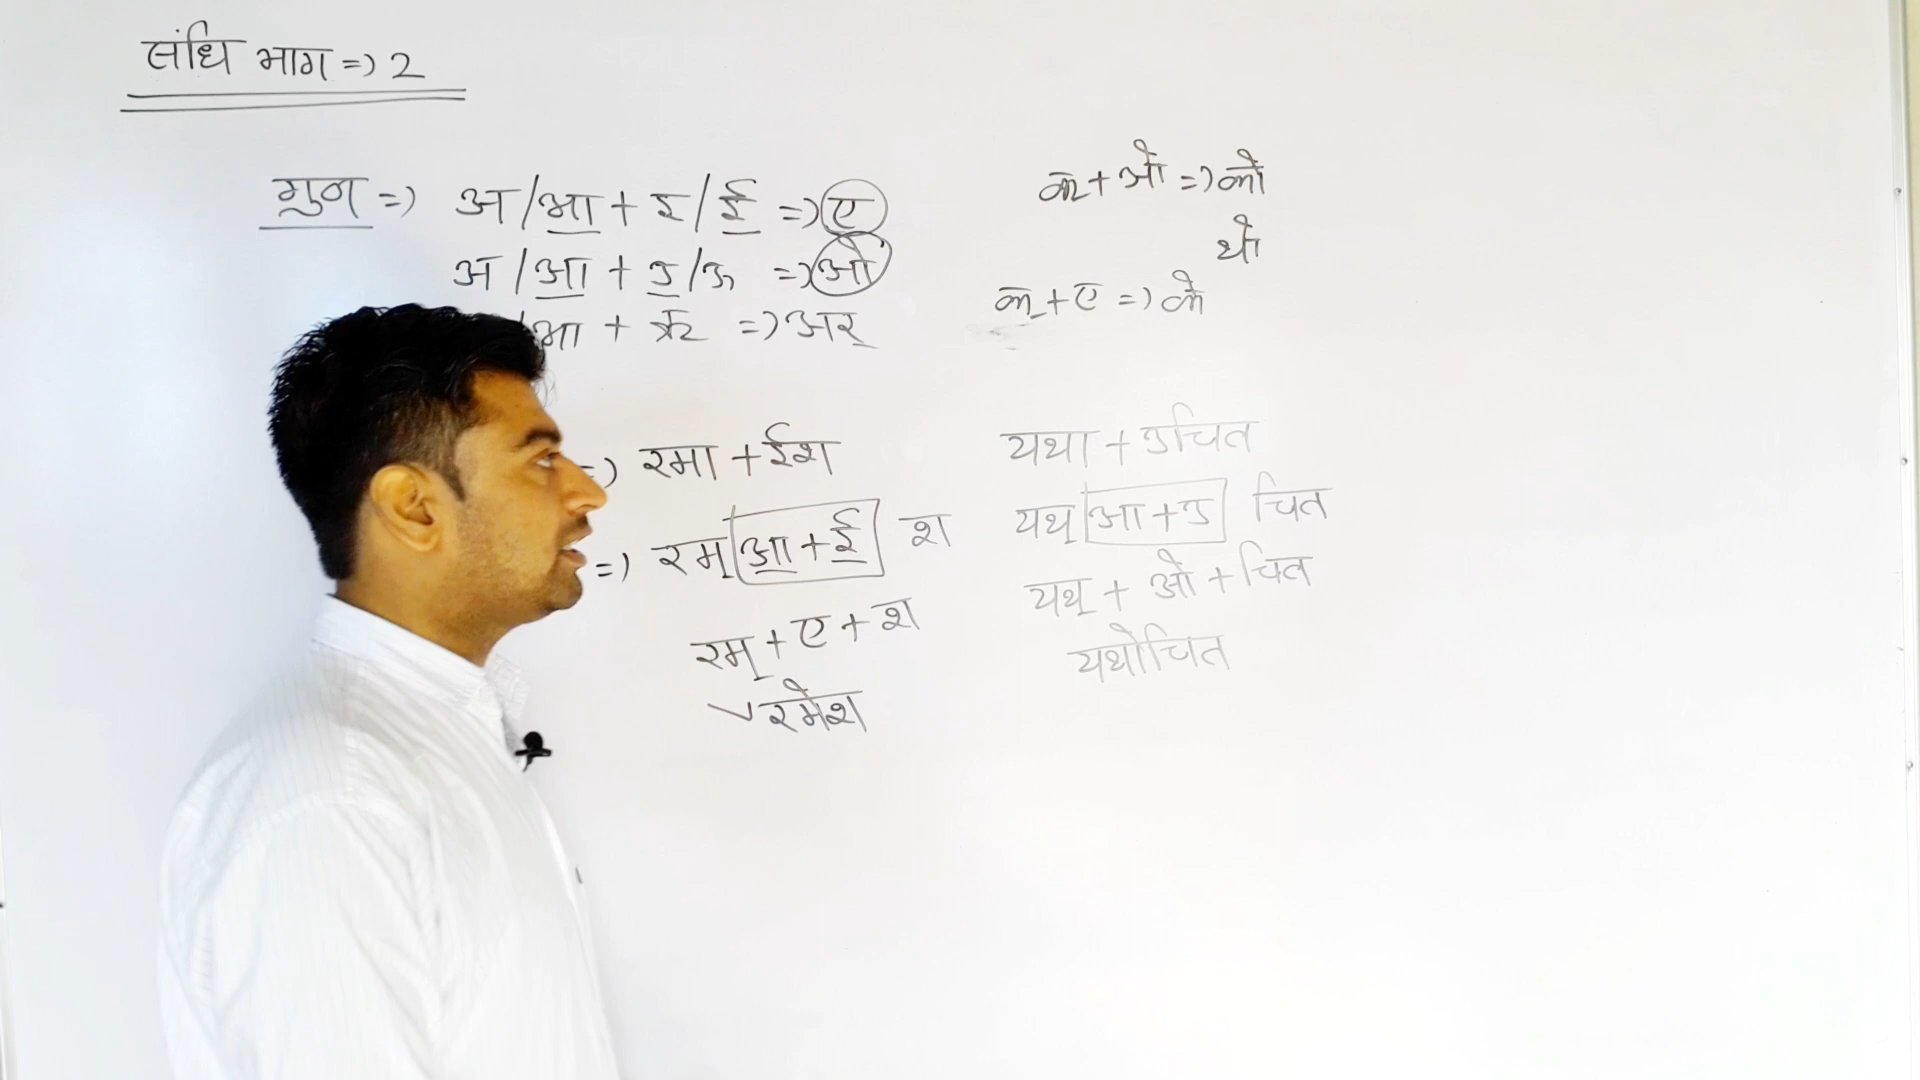 संधि भाग => 2
गुन => अ/आ + इ/ई => ए
अ/आ + उ/ऊ => ओ
/आ + ऋ => अर्
क् + ओ => को
थो
क् + ए => के
=> रमा + ईश
=> रम् आ + ई श
रम् + ए + श
✓ रमेश
यथा + उचित
यथ् आ + उ चित
यथ् + ओ + चित
यथोचित